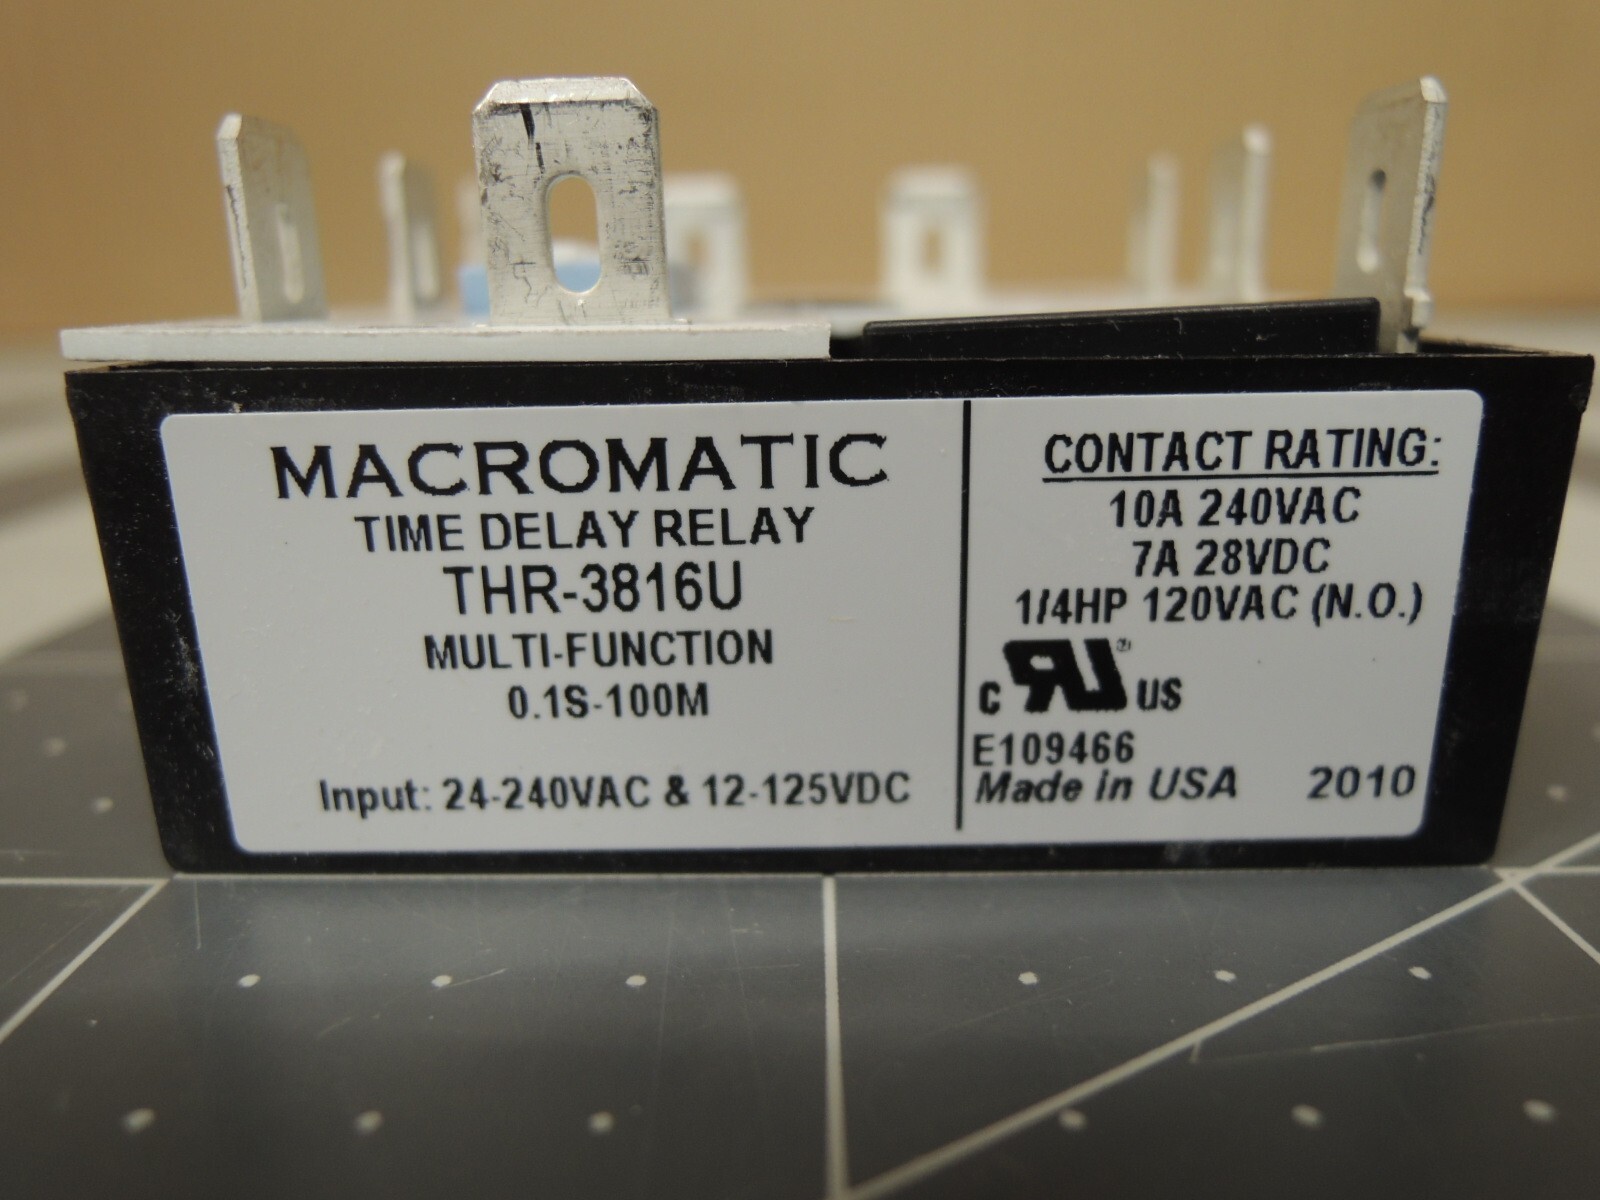 MACROMATIC
TIME DELAY RELAY
THR-3816U
MULTI-FUNCTION
0.1S-100M
Input: 24-240VAC & 12-125VDC
CONTACT RATING:
10A 240VAC
7A 28VDC
1/4HP 120VAC (N.O.)
c RU® US
E109466
Made in USA 2010